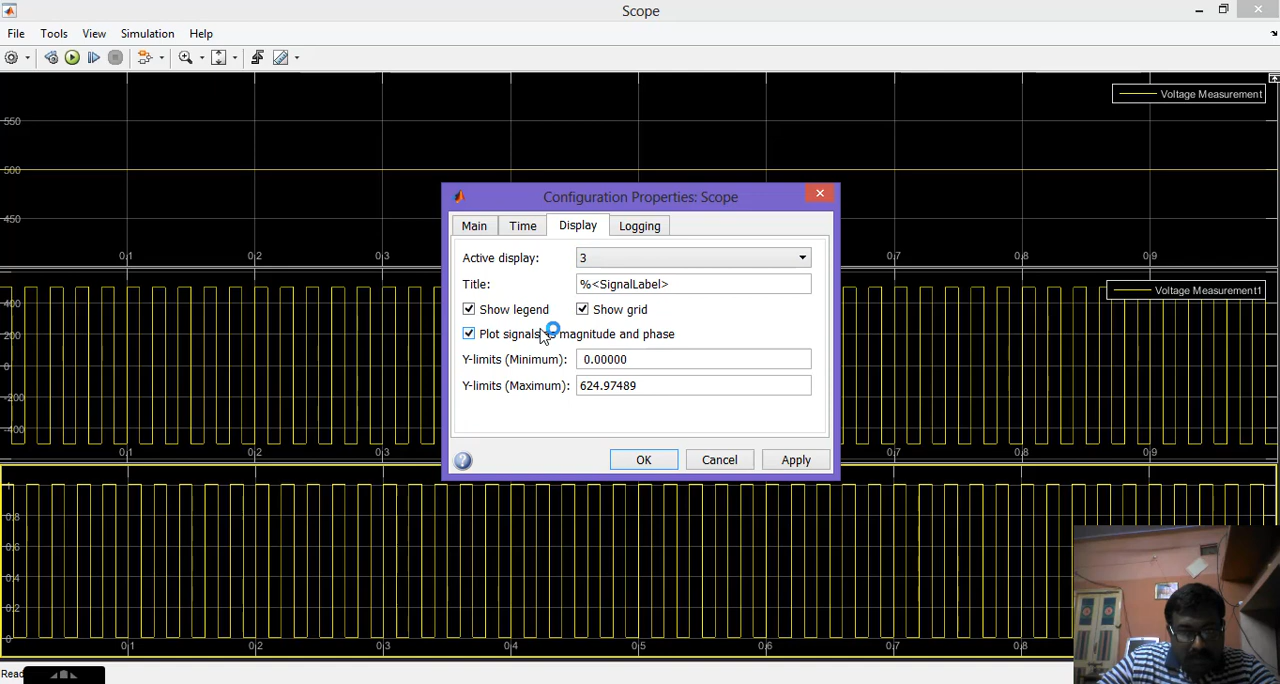 Scope
File Tools View Simulation Help
Voltage Measurement
550
500
450
0.1 0.2 0.3 0.7 0.8 0.9
Configuration Properties: Scope
Main Time Display Logging
Active display: 3
Title: %<SignalLabel>
Show legend Show grid
Plot signals as magnitude and phase
Y-limits (Minimum): 0.00000
Y-limits (Maximum): 624.97489
OK Cancel Apply
Voltage Measurement1
400
200
0
-200
-400
0.1 0.2 0.3 0.7 0.8 0.9
1
0.8
0.6
0.4
0.2
0
0.1 0.2 0.3 0.4 0.5 0.6 0.7 0.8
Read